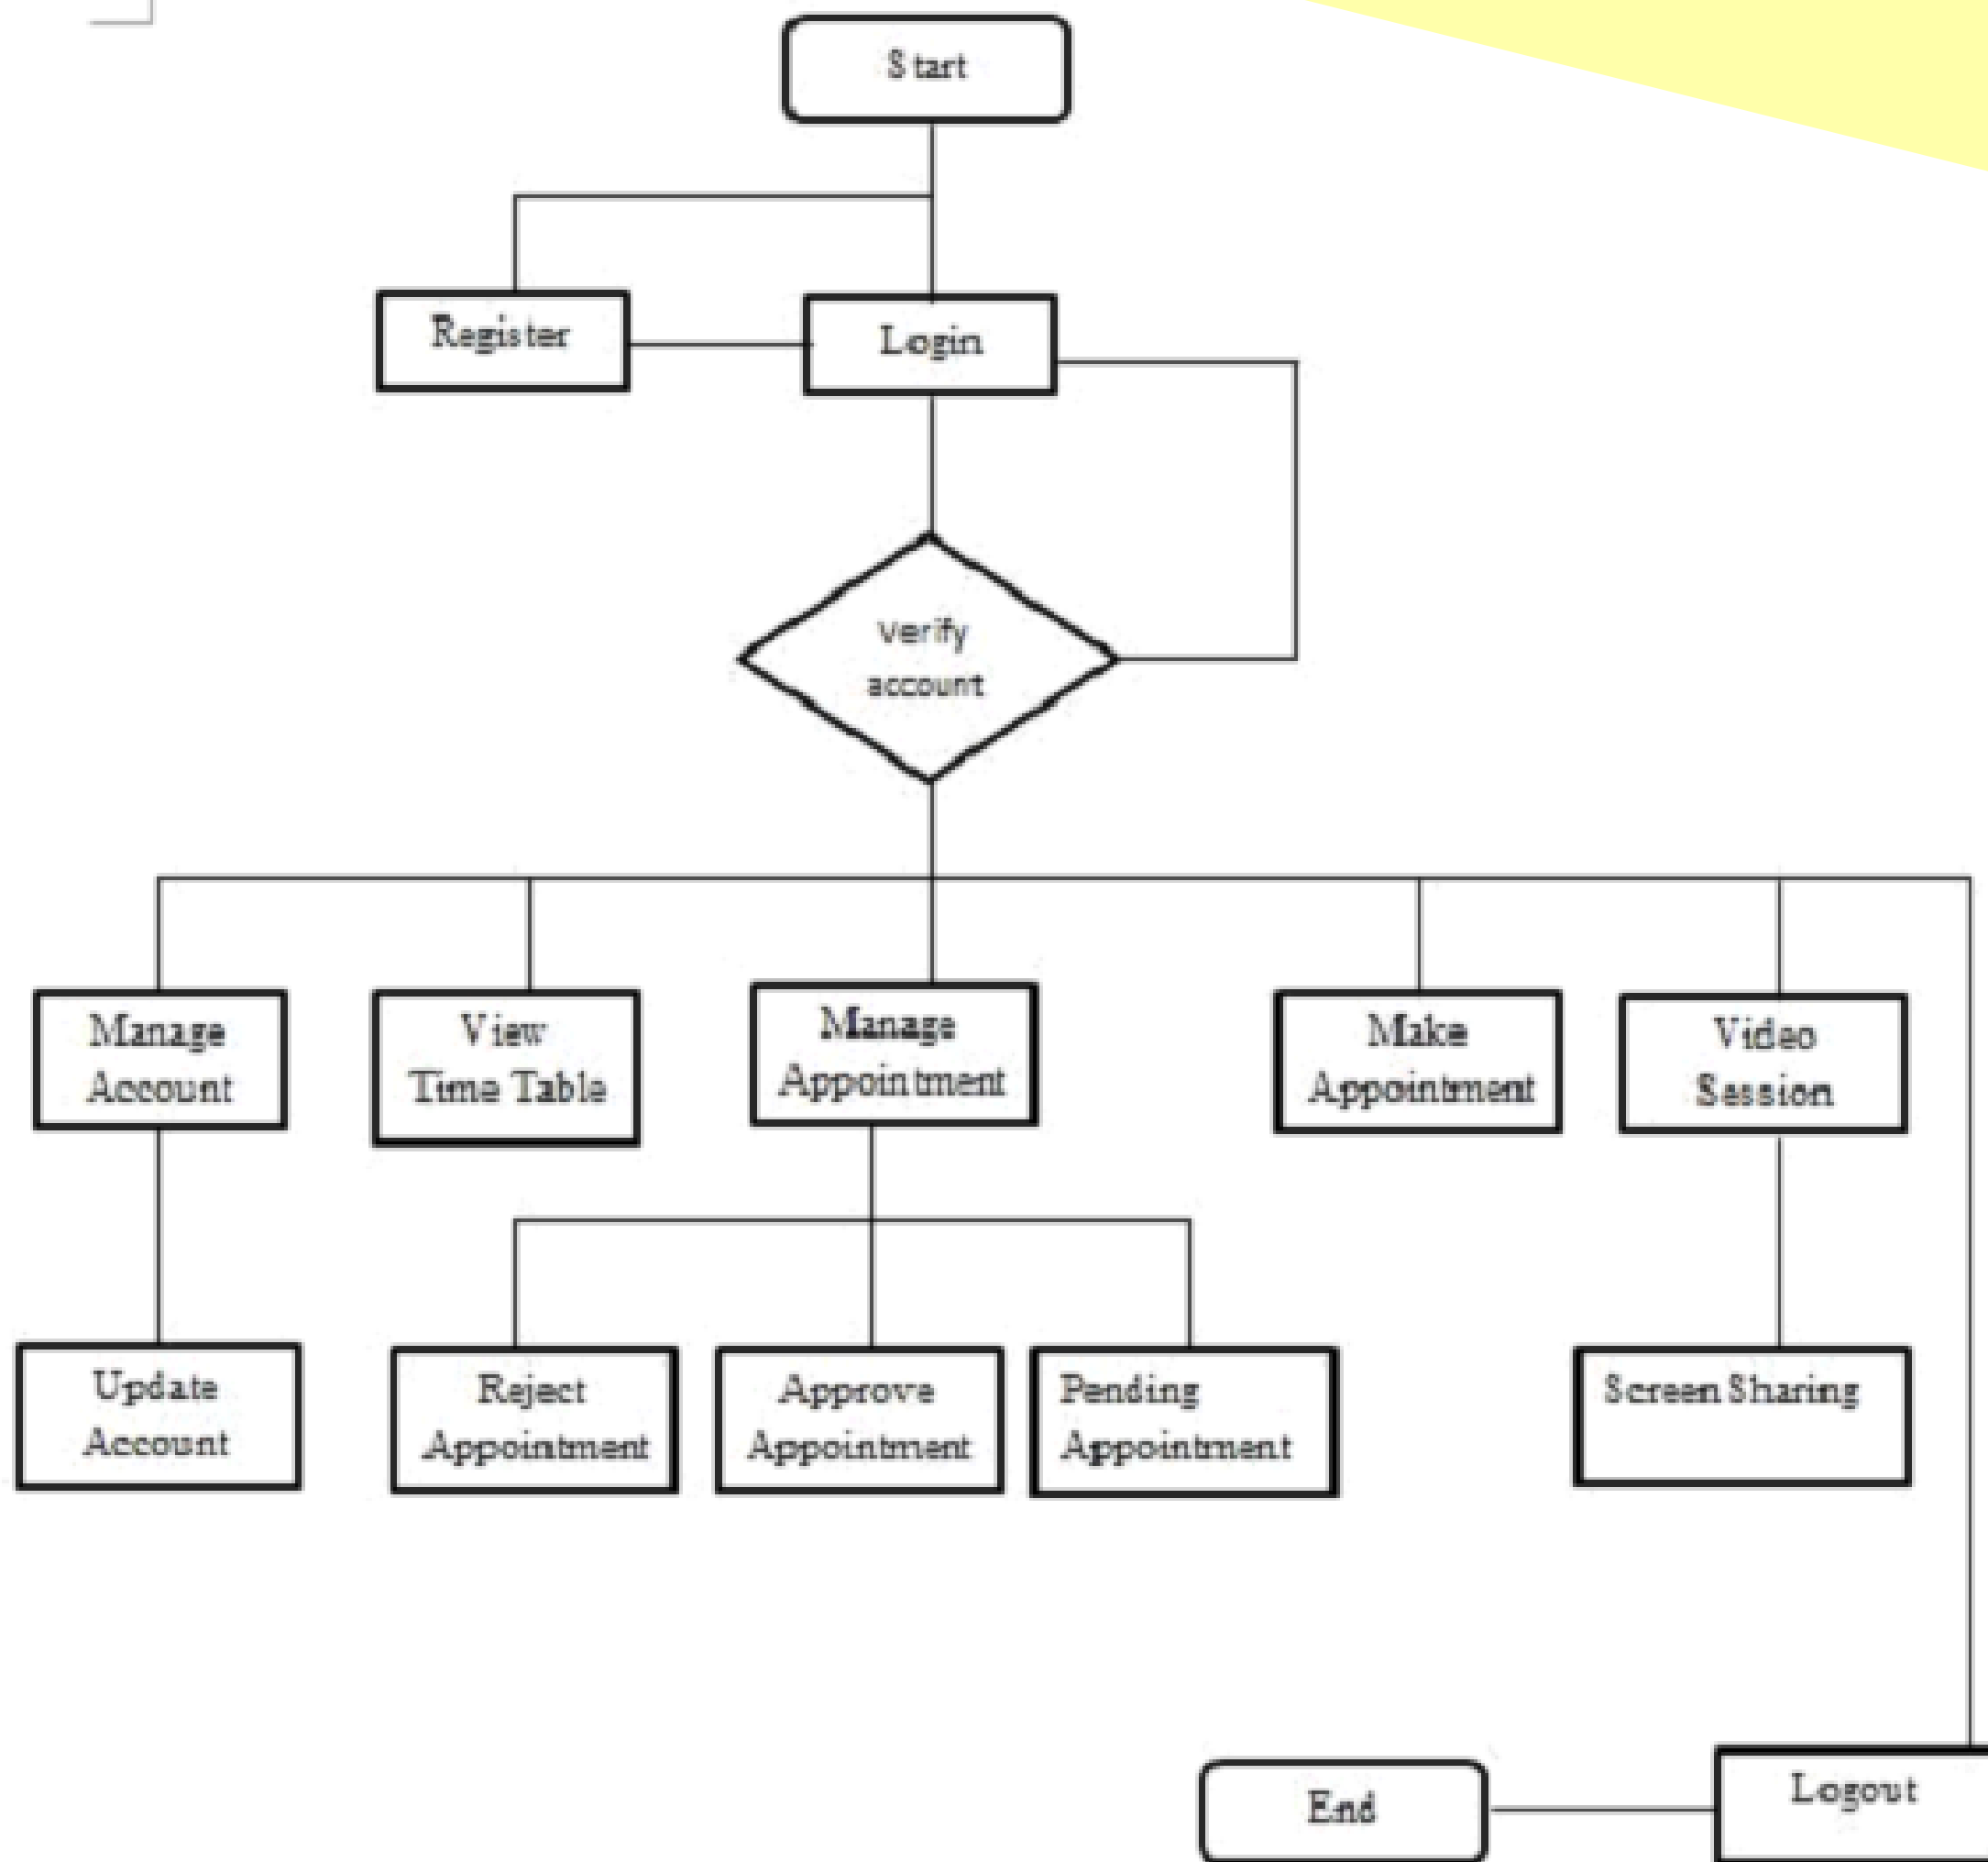 Start
Register
Login
Verify
account
Manage
Account
View
Time Table
Manage
Appointment
Make
Appointment
Video
Session
Update
Account
Reject
Appointment
Approve
Appointment
Pending
Appointment
Screen Sharing
End
Logout